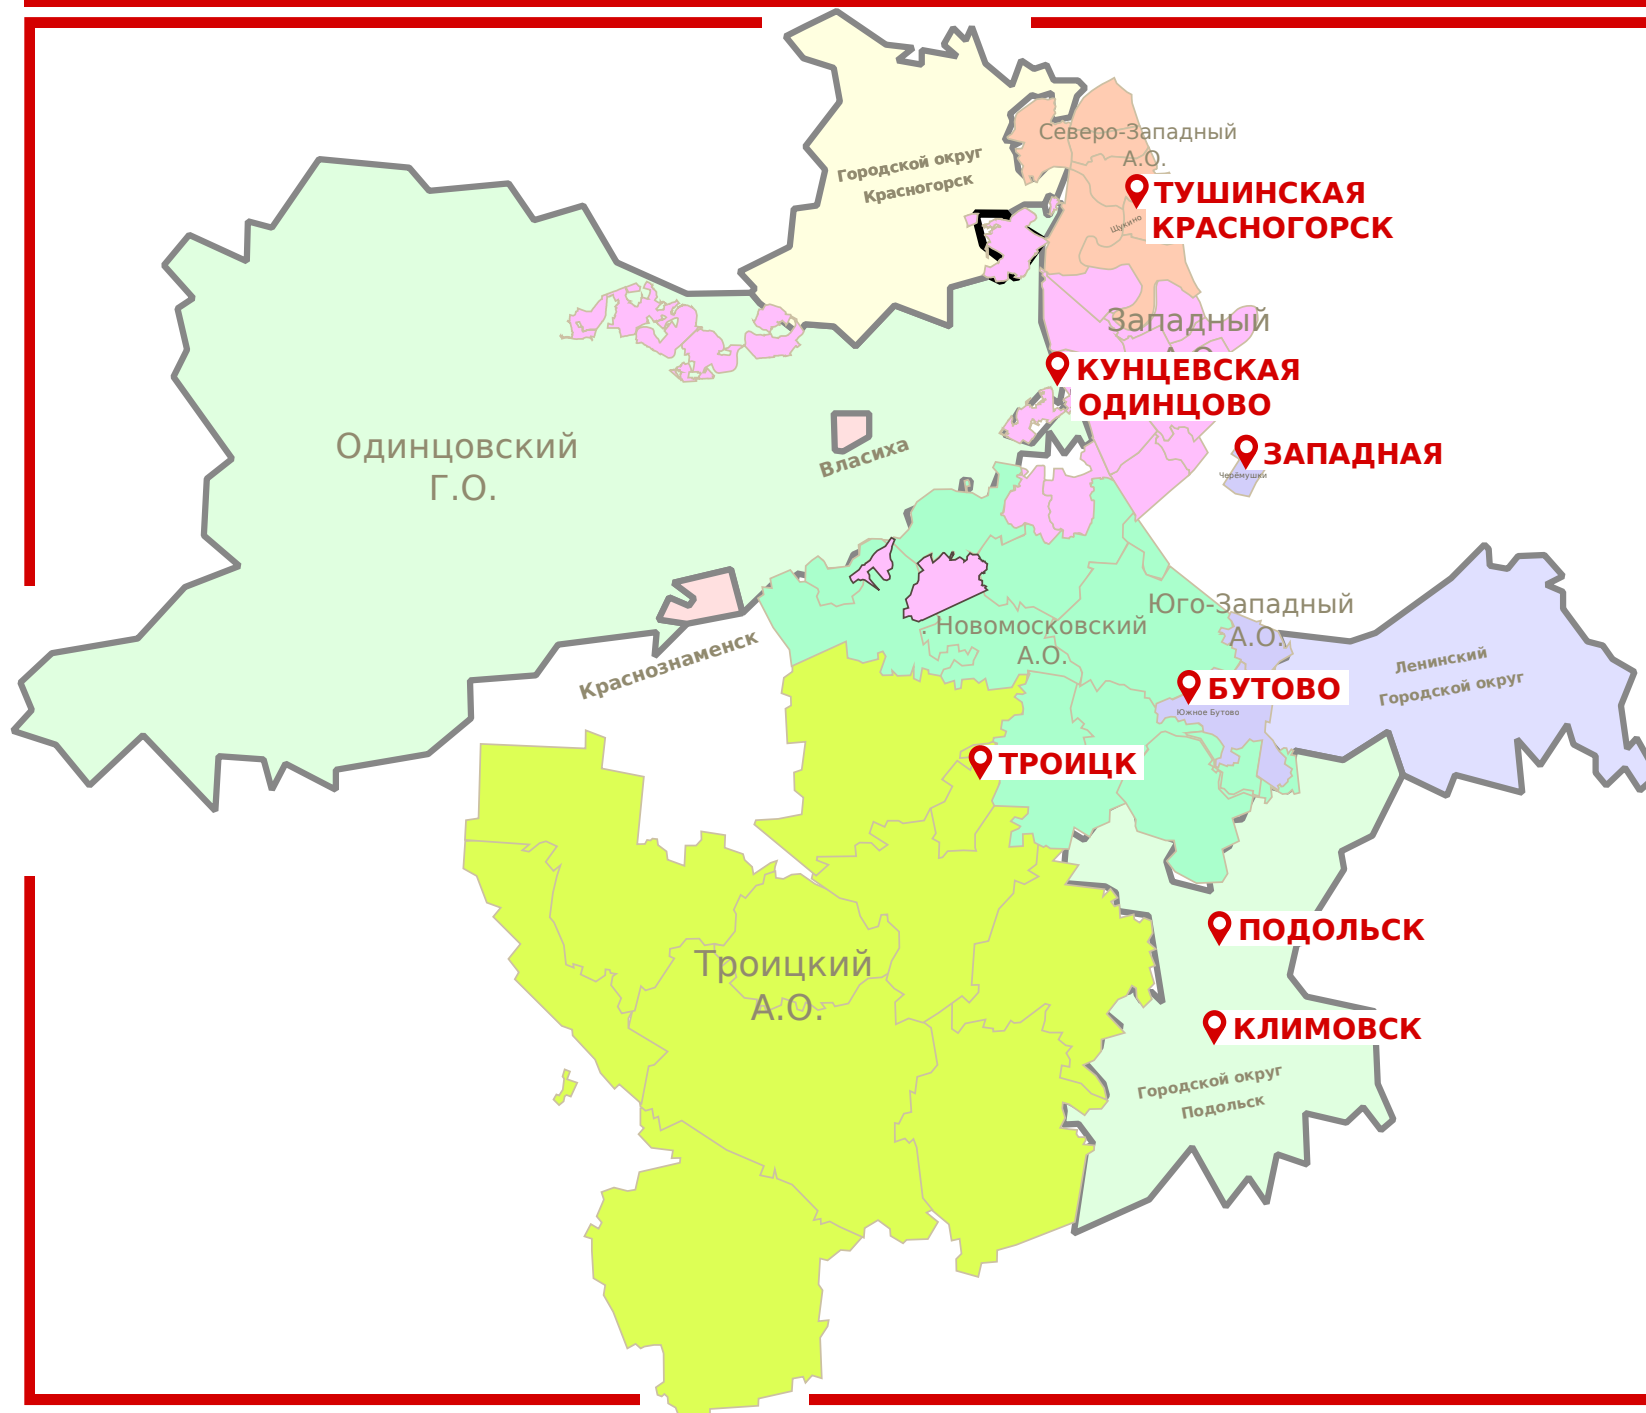 Северо-Западный
А.О.
Городской округ
Красногорск
ТУШИНСКАЯ
КРАСНОГОРСК
Щукино
Западный
А.О.
КУНЦЕВСКАЯ
ОДИНЦОВО
Одинцовский
Г.О.
Власиха
ЗАПАДНАЯ
Черёмушки
Юго-Западный
А.О.
. Новомосковский
А.О.
Краснознаменск
Ленинский
Городской округ
БУТОВО
Южное Бутово
ТРОИЦК
Троицкий
А.О.
ПОДОЛЬСК
КЛИМОВСК
Городской округ
Подольск